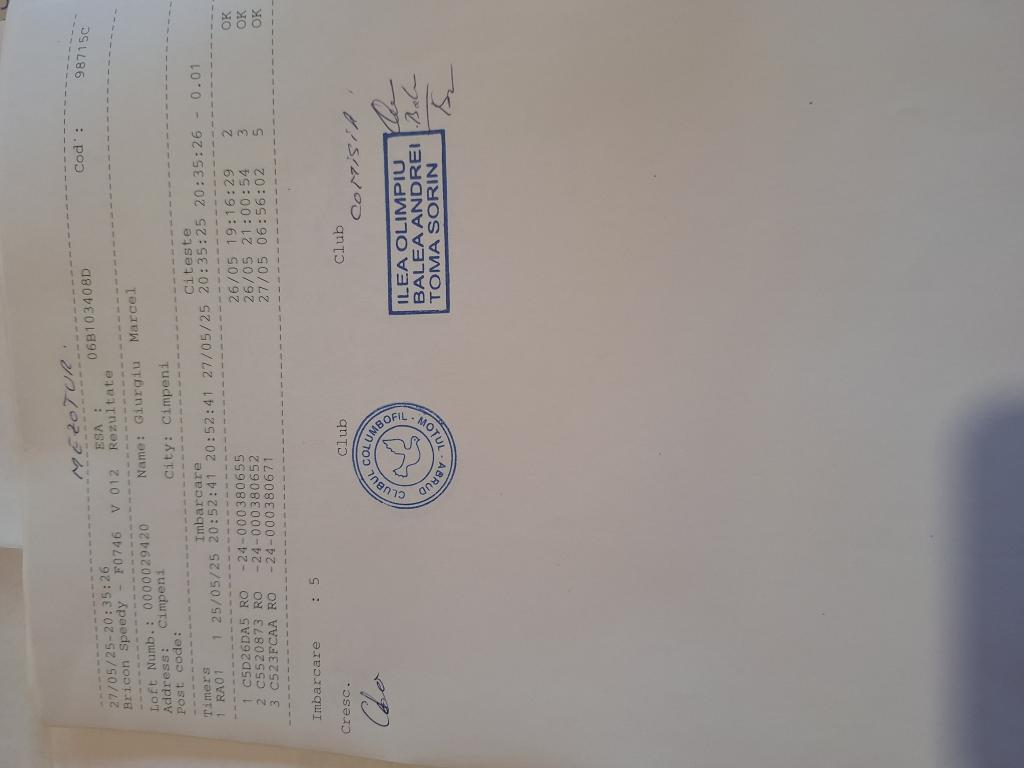 MEZOTUR'
27/05/25-20:35:26 ESA : 06B103408D Cod : 98715C
Bricon Speedy - F0746 V 012 Rezultate
Loft Numb.: 0000029420 Name: Giurgiu Marcel
Address: Cimpeni City: Cimpeni
Post code:
Timers Imbarcare Citeste
1 RA01 1 25/05/25 20:52:41 20:52:41 27/05/25 20:35:25 20:35:26 - 0.01
1 C5D26DA5 RO -24-000380655 26/05 19:16:29 2 OK
2 C5520873 RO -24-000380652 26/05 21:00:54 3 OK
3 C523FCAA RO -24-000380671 27/05 06:56:02 5 OK
Imbarcare : 5
Cresc. Club Club
COMISIA'
CLUBUL COLUMBOFIL - MOTUL - ABRUD
ILEA OLIMPIU
BALEA ANDREI
TOMA SORIN